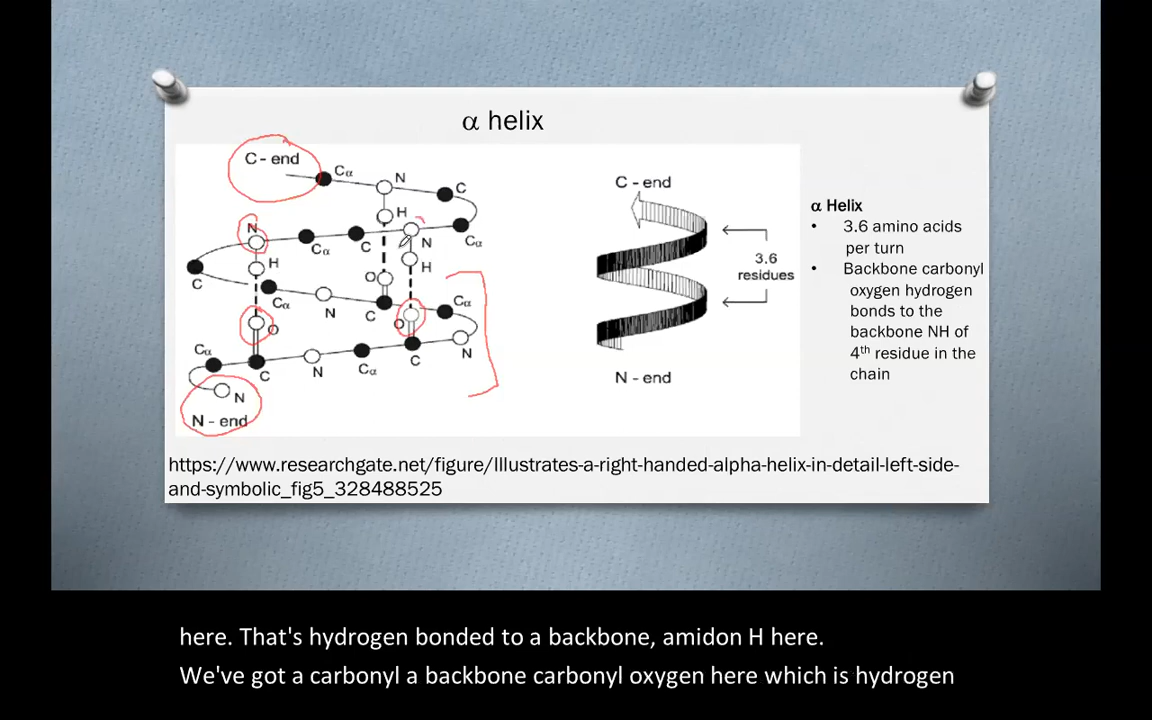 α helix
C - end
Cα
N
C
H
N
N
Cα
C
Cα
H
H
C
O
Cα
N
C
O
O
Cα
Cα
N
C
N
Cα
C
N
N - end
C - end
3.6
residues
N - end
α Helix
• 3.6 amino acids
per turn
• Backbone carbonyl
oxygen hydrogen
bonds to the
backbone NH of
4th residue in the
chain
https://www.researchgate.net/figure/Illustrates-a-right-handed-alpha-helix-in-detail-left-side-
and-symbolic_fig5_328488525
here. That's hydrogen bonded to a backbone, amidon H here.
We've got a carbonyl a backbone carbonyl oxygen here which is hydrogen